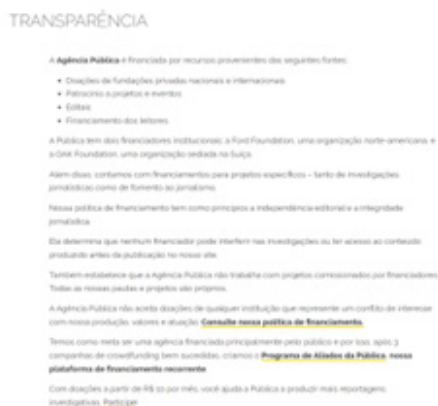 TRANSPARÊNCIA
A Agência Pública é financiada por recursos provenientes das seguintes fontes:
• Doações de fundações privadas nacionais e internacionais
• Patrocínio a projetos e eventos
• Editais
• Financiamento dos leitores
A Pública tem dois financiadores institucionais: a Ford Foundation, uma organização norte-americana, e
a Oak Foundation, uma organização sediada na Suíça.
Além disso, contamos com financiamentos para projetos específicos – tanto de investigações
jornalísticas como de fomento ao jornalismo.
Nossa política de financiamento tem como princípios a independência editorial e a integridade
jornalística.
Ela determina que nenhum financiador pode interferir nas investigações ou ter acesso ao conteúdo
produzido antes da publicação no nosso site.
Também estabelece que a Agência Pública não trabalha com projetos comissionados por financiadores.
Todas as nossas pautas e projetos são próprios.
A Agência Pública não aceita doações de qualquer instituição que represente um conflito de interesse
com nossa produção, valores e atuação. Consulte nossa política de financiamento.
Temos como meta ser uma agência financiada principalmente pelo público e por isso, após 3
campanhas de crowdfunding bem sucedidas, criamos o Programa de Aliados da Pública, nossa
plataforma de financiamento recorrente.
Com doações a partir de R$ 10 por mês, você ajuda a Pública a produzir mais reportagens
investigativas. Participe!